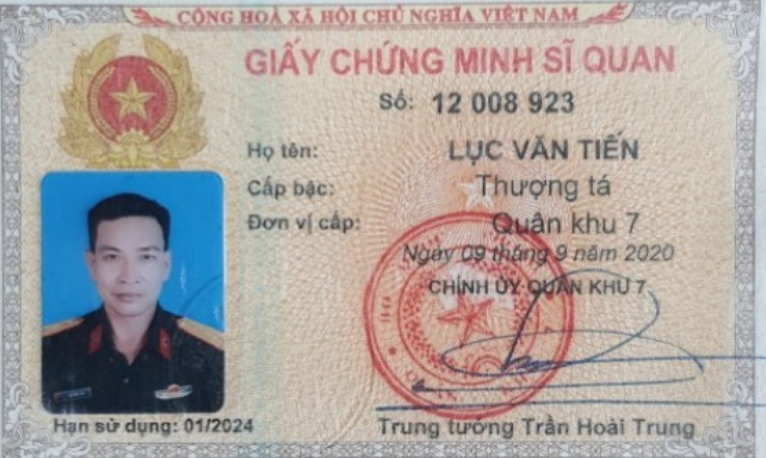 CỘNG HOÀ XÃ HỘI CHỦ NGHĨA VIỆT NAM
GIẤY CHỨNG MINH SĨ QUAN
Số: 12 008 923
Họ tên: LỤC VĂN TIẾN
Cấp bậc: Thượng tá
Đơn vị cấp: Quân khu 7
Ngày 09 tháng 9 năm 2020
CHÍNH ỦY QUÂN KHU 7
Hạn sử dụng: 01/2024
Trung tướng Trần Hoài Trung